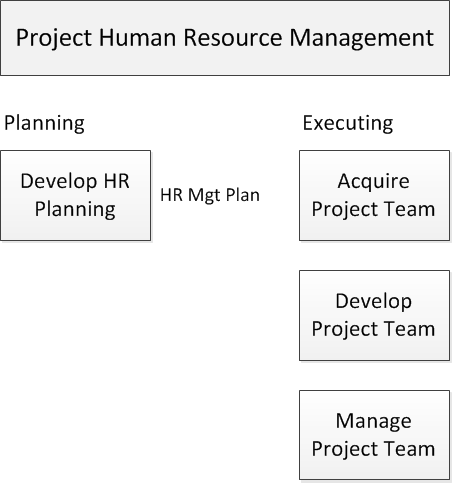 Project Human Resource Management
Planning
Executing
Develop HR
Planning
HR Mgt Plan
Acquire
Project Team
Develop
Project Team
Manage
Project Team